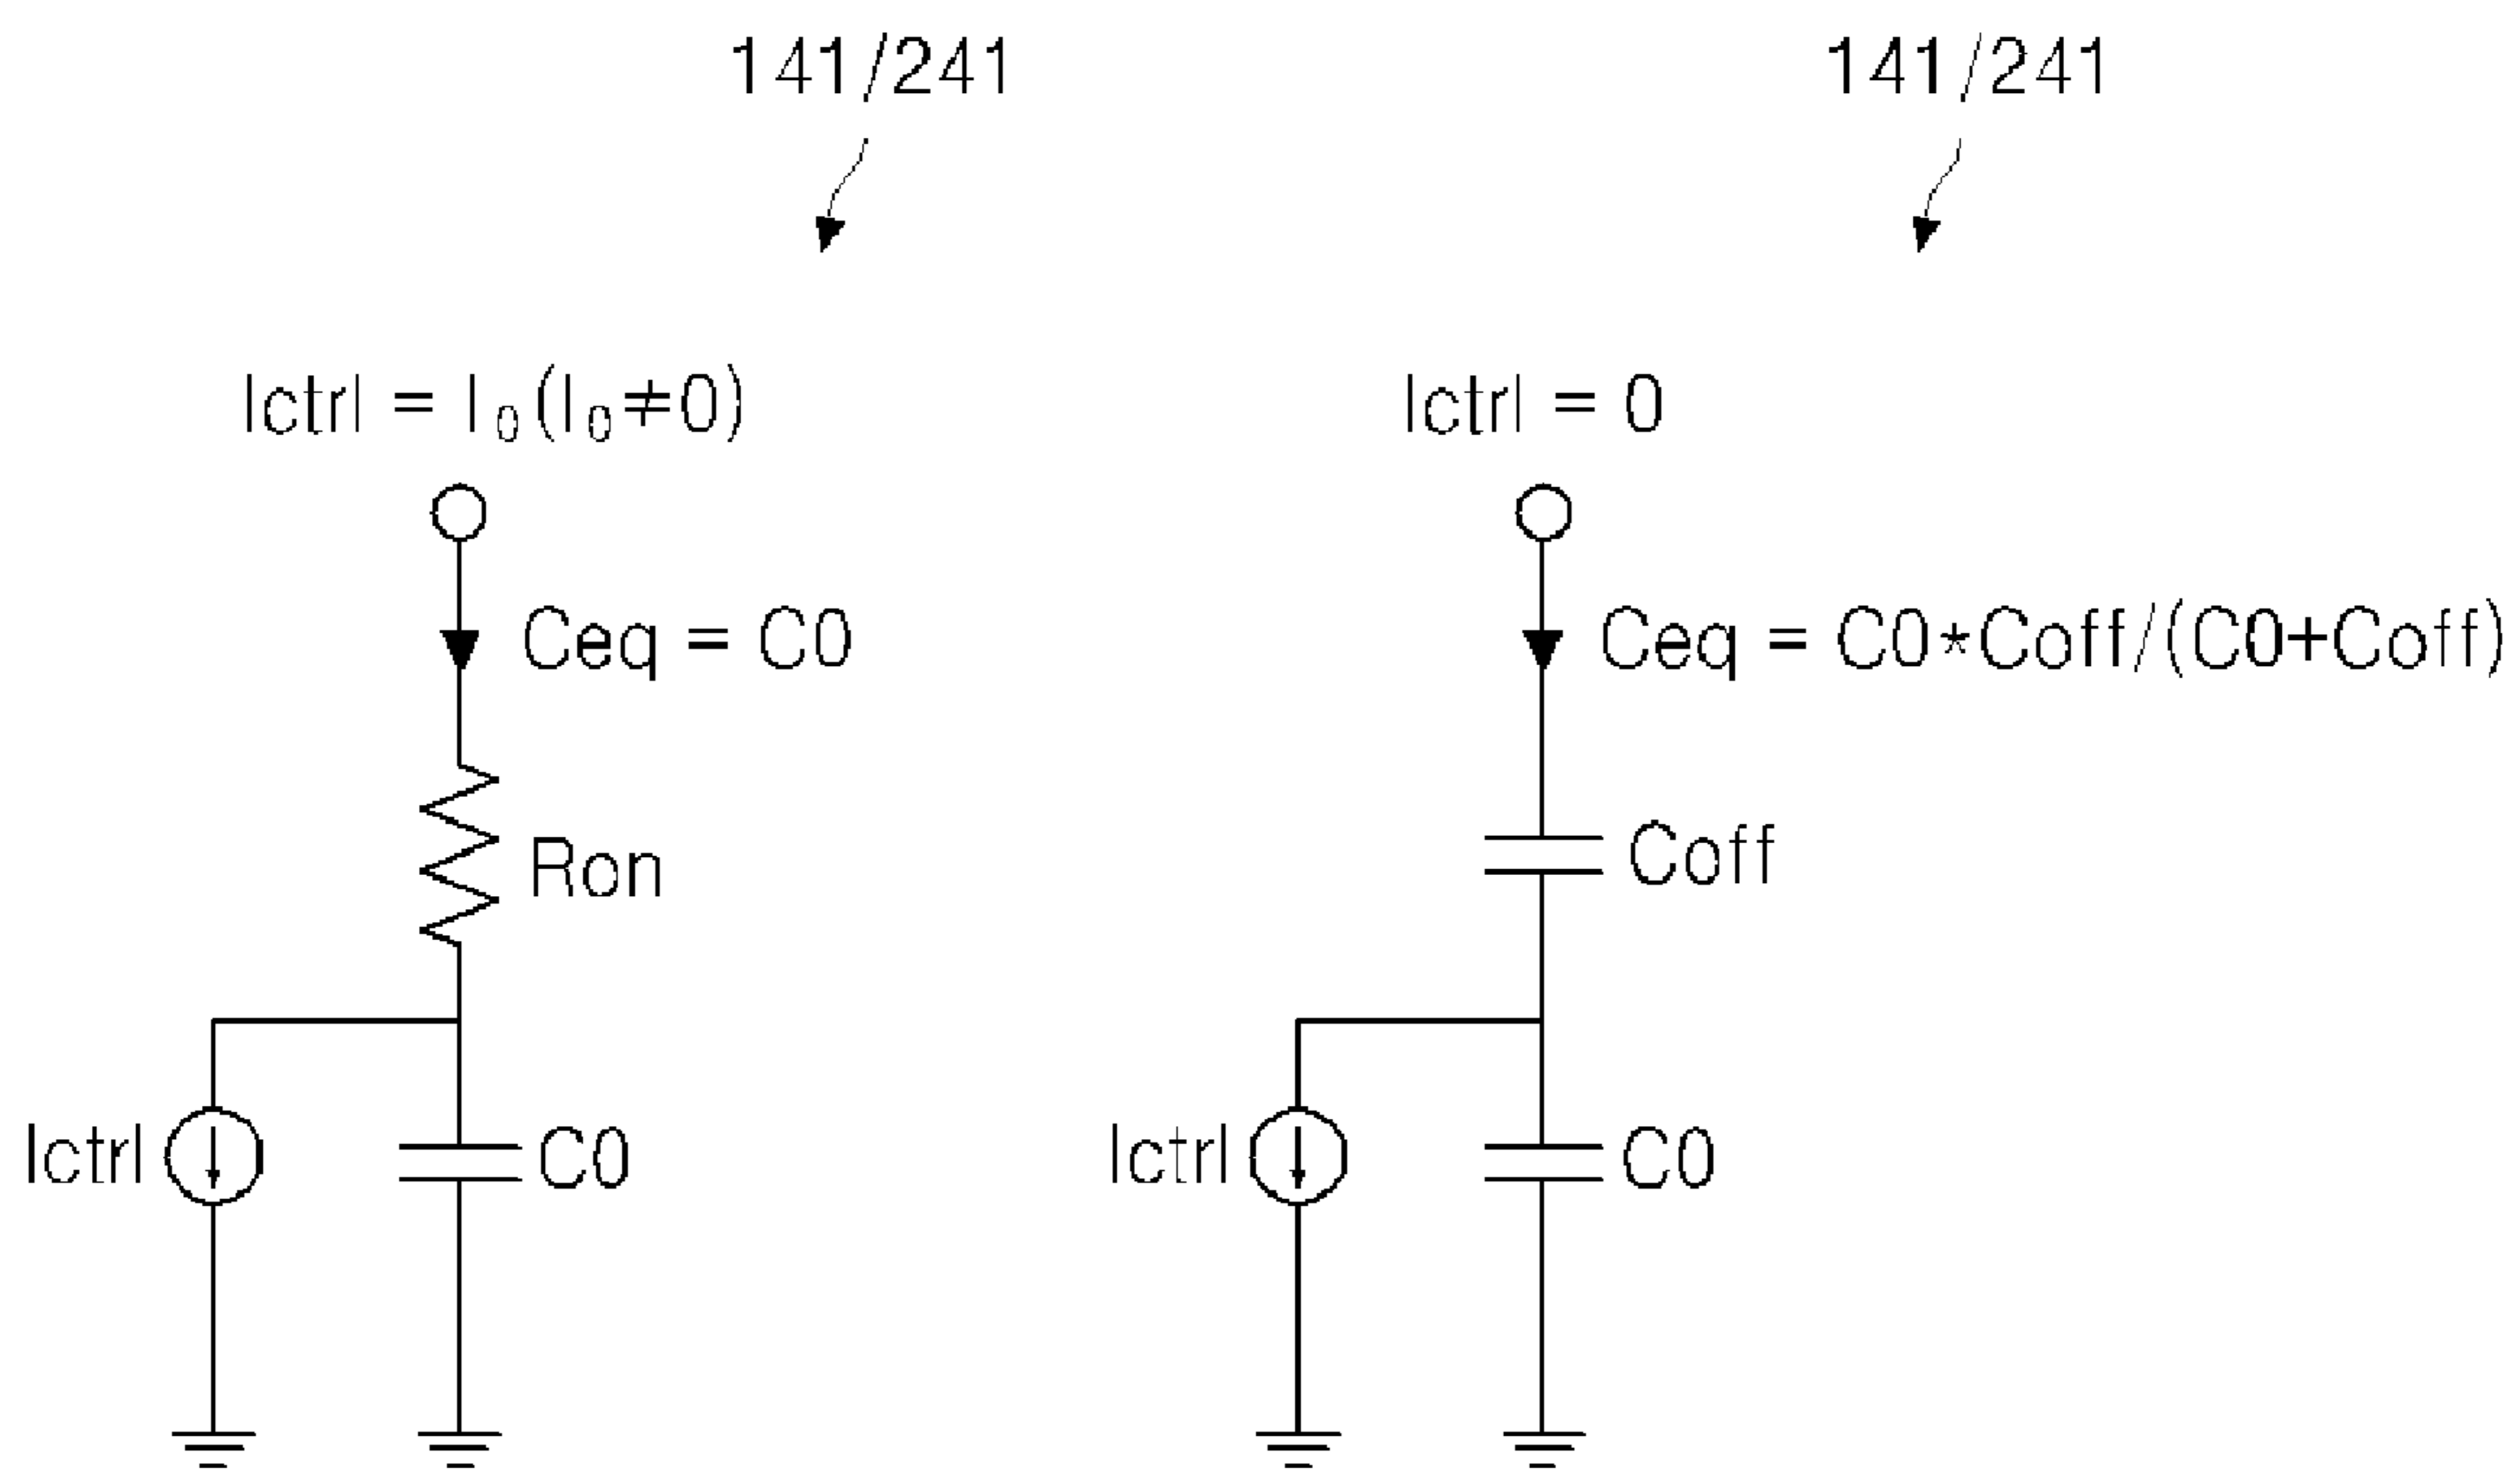 141/241
141/241
Ictrl = I₀(I₀≠0)
Ictrl = 0
Ceq = C0
Ceq = C0*Coff/(C0+Coff)
Ron
Coff
Ictrl
C0
Ictrl
C0